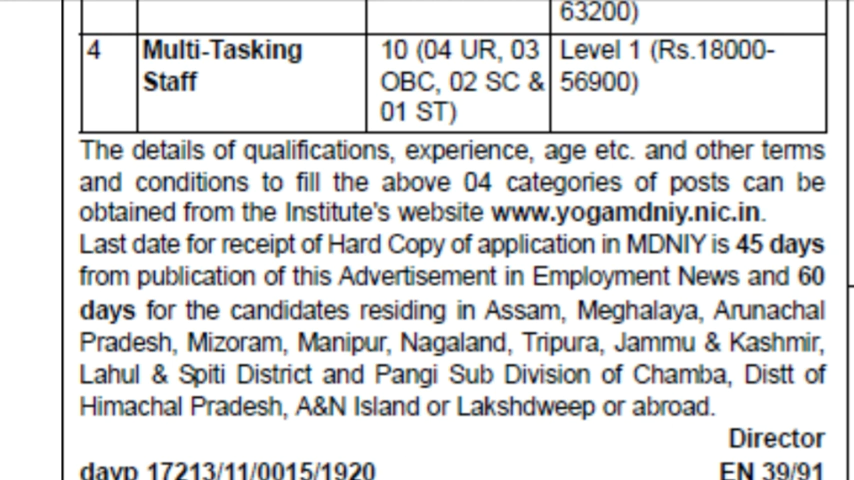 63200)
4 Multi-Tasking 10 (04 UR, 03 Level 1 (Rs.18000-
Staff OBC, 02 SC & 56900)
01 ST)
The details of qualifications, experience, age etc. and other terms
and conditions to fill the above 04 categories of posts can be
obtained from the Institute's website www.yogamdniy.nic.in.
Last date for receipt of Hard Copy of application in MDNIY is 45 days
from publication of this Advertisement in Employment News and 60
days for the candidates residing in Assam, Meghalaya, Arunachal
Pradesh, Mizoram, Manipur, Nagaland, Tripura, Jammu & Kashmir,
Lahul & Spiti District and Pangi Sub Division of Chamba, Distt of
Himachal Pradesh, A&N Island or Lakshdweep or abroad.
Director
davp 17213/11/0015/1920 EN 39/91